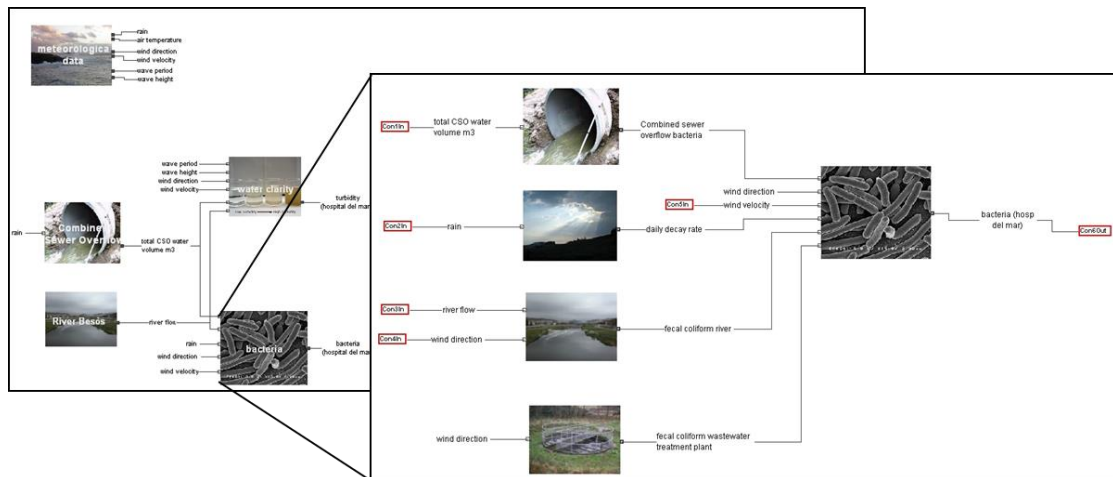 meteorologica
data
rain
air temperature
wind direction
wind velocity
wave period
wave height
wave period
wave height
wind direction
wind velocity
water clarity
turbidity
(hospital del mar)
rain
Combine
Sewer Overflow
total CSO water
volume m3
River Besós
river flow
rain
wind direction
wind velocity
bacteria
bacteria
(hospital del mar
Con1In
total CSO water
volume m3
Combined sewer
overflow bacteria
Con2In
rain
daily decay rate
wind direction
Con5In
wind velocity
bacteria (hosp
del mar)
Con6Out
Con3In
river flow
Con4In
wind direction
fecal coliform river
wind direction
fecal coliform wastewater
treatment plant